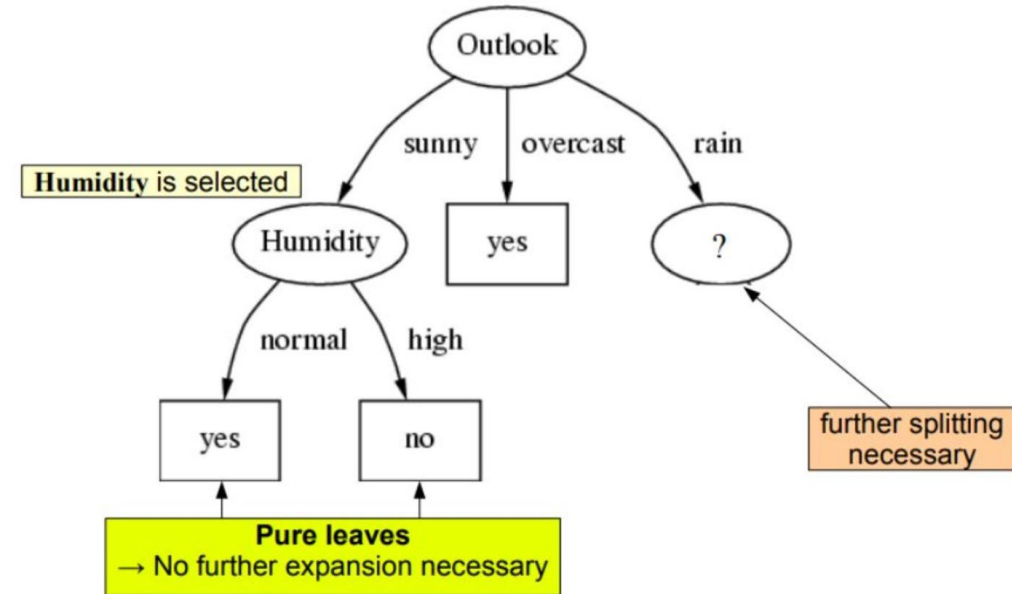 Outlook
sunny
overcast
rain
Humidity is selected
Humidity
yes
?
normal
high
yes
no
further splitting
necessary
Pure leaves
→ No further expansion necessary